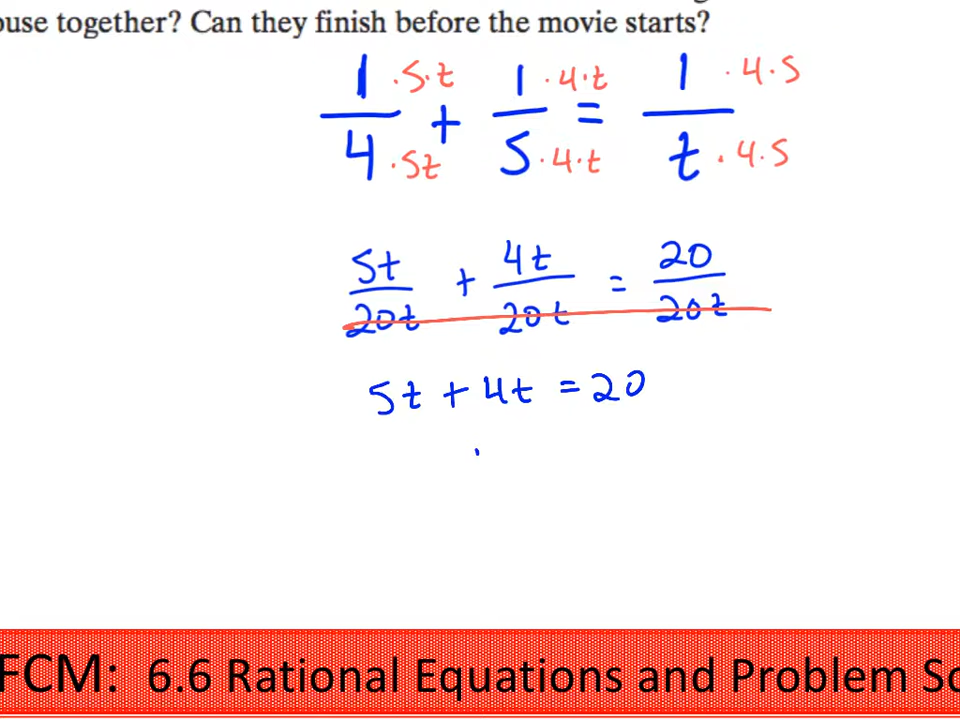 ouse together? Can they finish before the movie starts?
1/4 ·5·t/·5t + 1/5 ·4·t/·4·t = 1/t ·4·5/·4·5
5t/20t + 4t/20t = 20/20t
5t + 4t = 20
FCM: 6.6 Rational Equations and Problem So